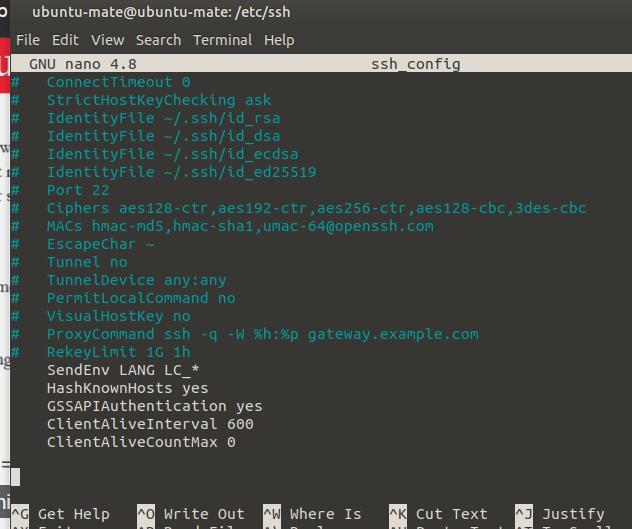 ubuntu-mate@ubuntu-mate: /etc/ssh
File Edit View Search Terminal Help
GNU nano 4.8 ssh_config
# ConnectTimeout 0
# StrictHostKeyChecking ask
# IdentityFile ~/.ssh/id_rsa
# IdentityFile ~/.ssh/id_dsa
# IdentityFile ~/.ssh/id_ecdsa
# IdentityFile ~/.ssh/id_ed25519
# Port 22
# Ciphers aes128-ctr,aes192-ctr,aes256-ctr,aes128-cbc,3des-cbc
# MACs hmac-md5,hmac-sha1,umac-64@openssh.com
# EscapeChar ~
# Tunnel no
# TunnelDevice any:any
# PermitLocalCommand no
# VisualHostKey no
# ProxyCommand ssh -q -W %h:%p gateway.example.com
# RekeyLimit 1G 1h
SendEnv LANG LC_*
HashKnownHosts yes
GSSAPIAuthentication yes
ClientAliveInterval 600
ClientAliveCountMax 0
^G Get Help ^O Write Out ^W Where Is ^K Cut Text ^J Justify